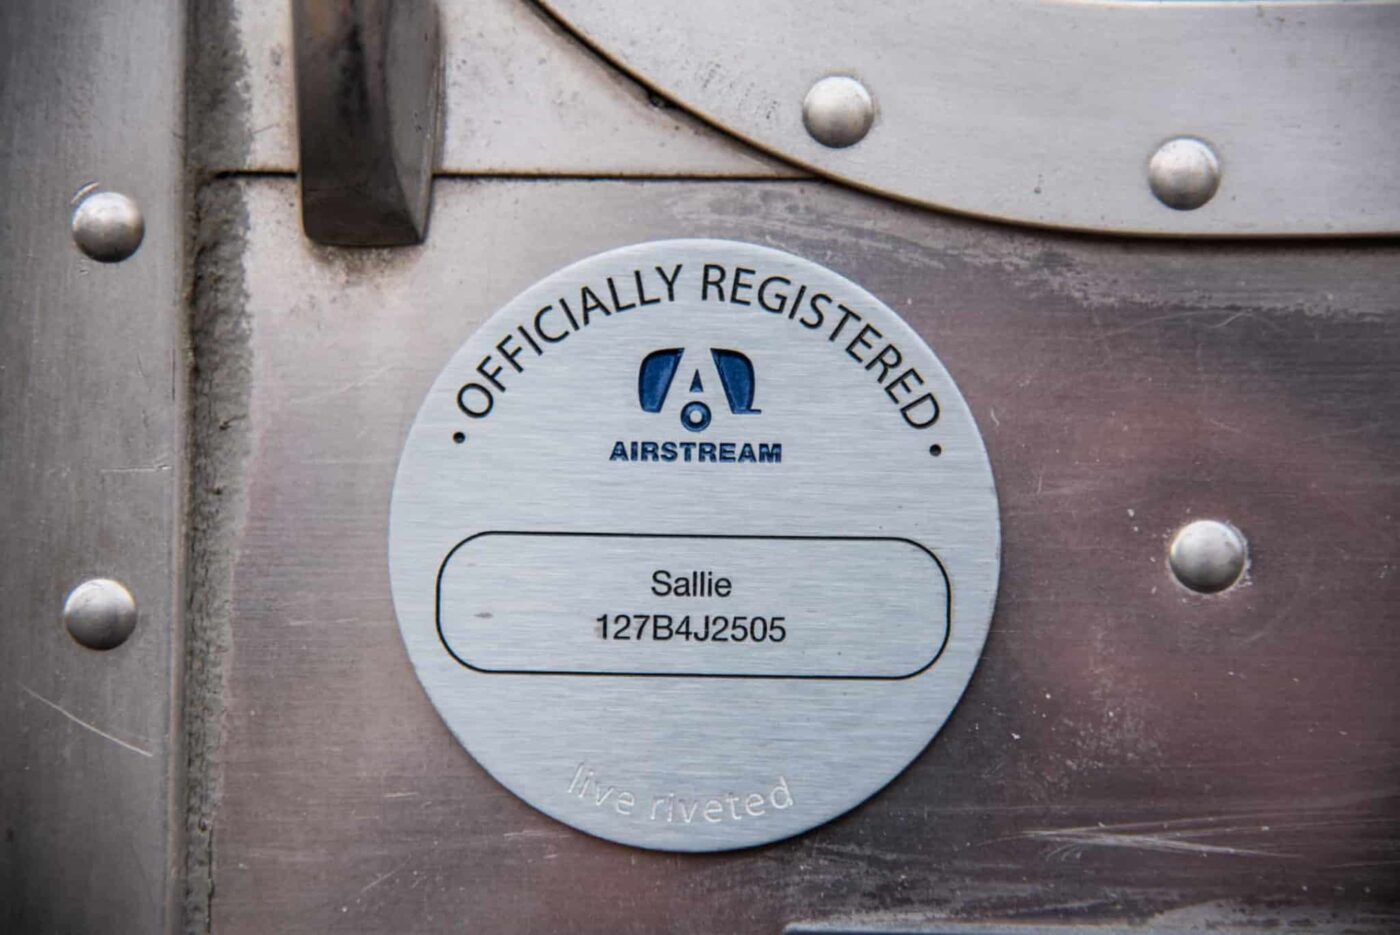 OFFICIALLY REGISTERED
AIRSTREAM
Sallie
127B4J2505
live riveted